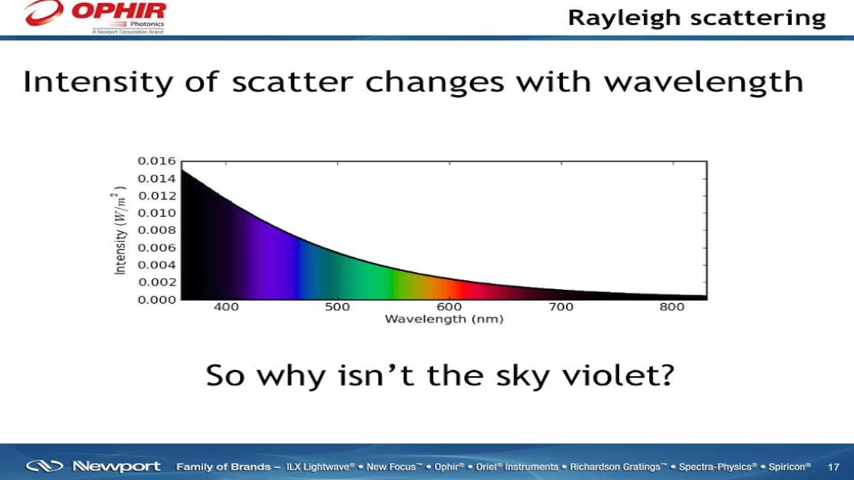 OPHIR
Photonics
A Newport Corporation Brand
Rayleigh scattering
Intensity of scatter changes with wavelength
Intensity (W/m²)
0.016
0.014
0.012
0.010
0.008
0.006
0.004
0.002
0.000
400 500 600 700 800
Wavelength (nm)
So why isn't the sky violet?
Newport Family of Brands – ILX Lightwave® • New Focus™ • Ophir® • Oriel® Instruments • Richardson Gratings™ • Spectra-Physics® • Spiricon® 17